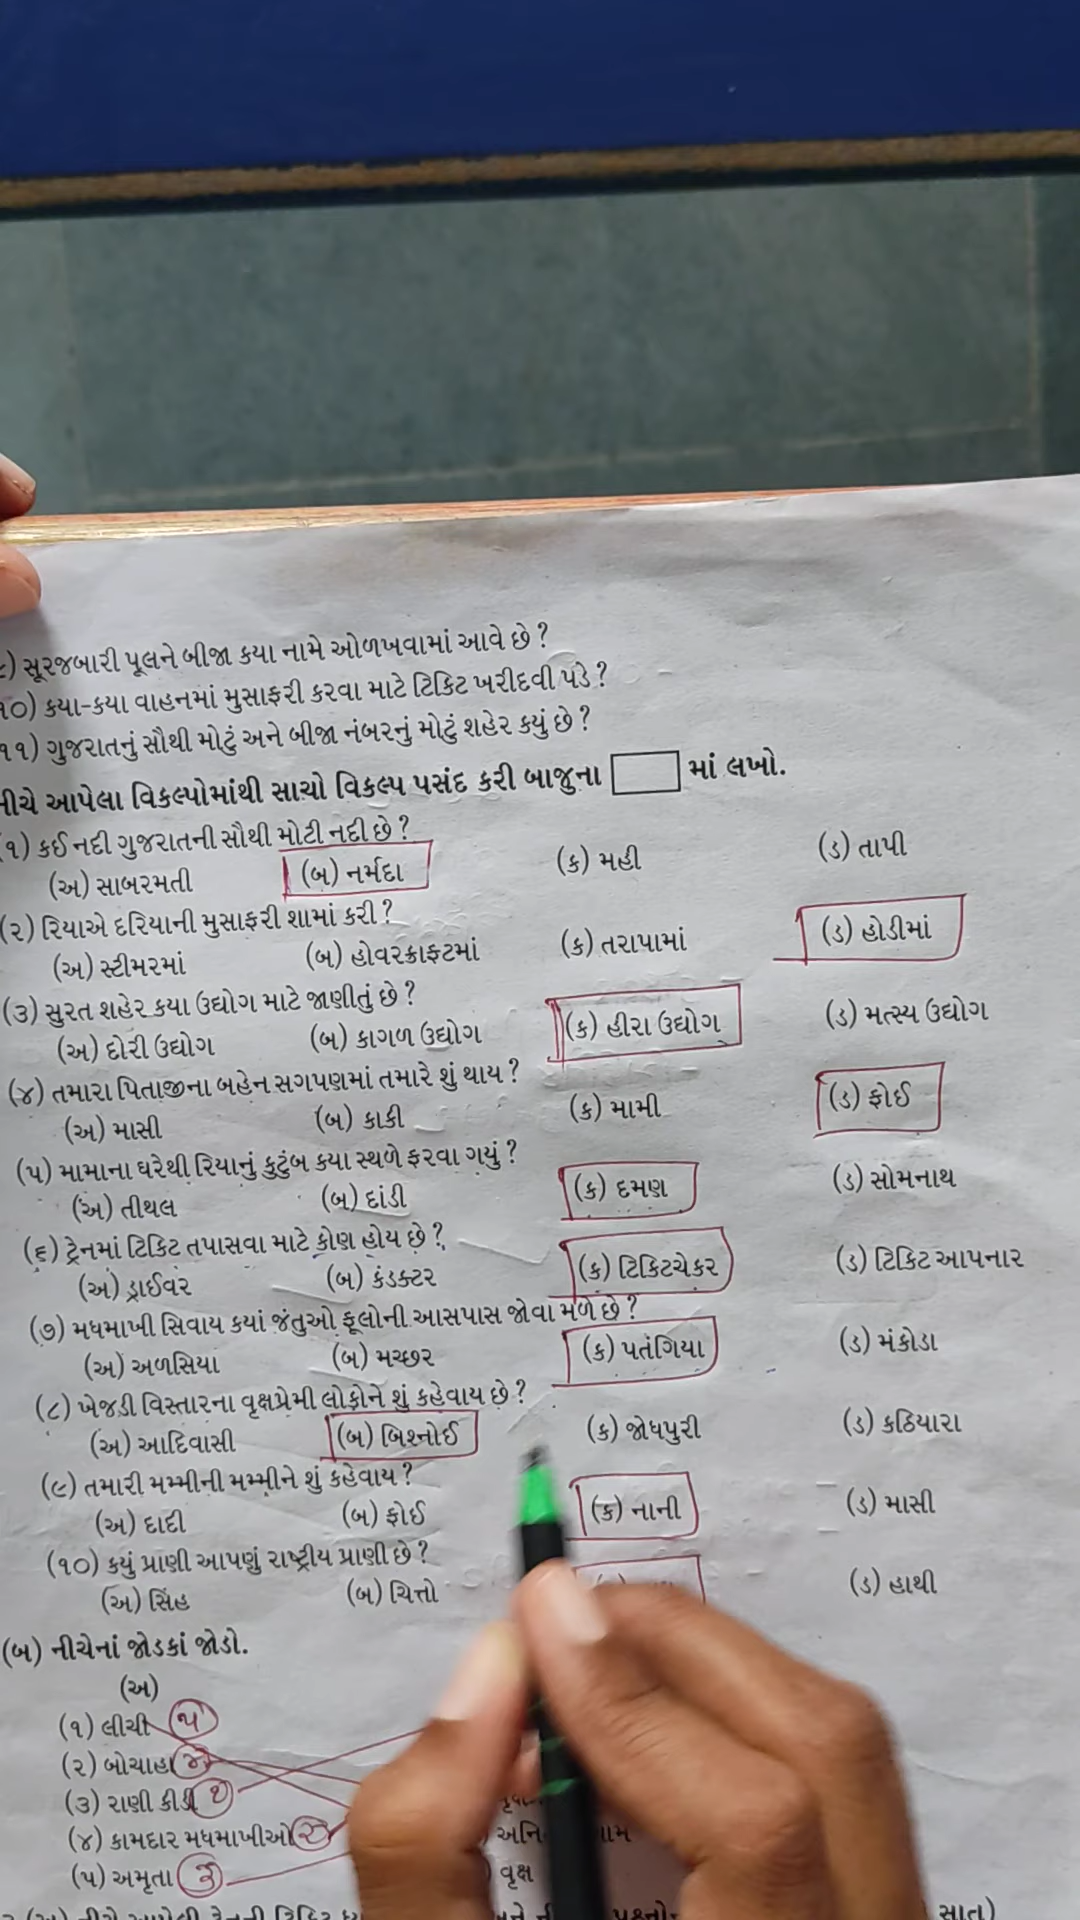 ૯) સૂરજબારી પૂલને બીજા કયા નામે ઓળખવામાં આવે છે ?
૧૦) કયા-કયા વાહનમાં મુસાફરી કરવા માટે ટિકિટ ખરીદવી પડે ?
૧૧) ગુજરાતનું સૌથી મોટું અને બીજા નંબરનું મોટું શહેર કયું છે ?
નીચે આપેલા વિકલ્પોમાંથી સાચો વિકલ્પ પસંદ કરી બાજુના માં લખો.
(૧) કઈ નદી ગુજરાતની સૌથી મોટી નદી છે ?
(અ) સાબરમતી (બ) નર્મદા (ક) મહી (ડ) તાપી
(૨) રિયાએ દરિયાની મુસાફરી શામાં કરી ?
(અ) સ્ટીમરમાં (બ) હોવરક્રાફ્ટમાં (ક) તરાપામાં (ડ) હોડીમાં
(૩) સુરત શહેર કયા ઉદ્યોગ માટે જાણીતું છે ?
(અ) દોરી ઉદ્યોગ (બ) કાગળ ઉદ્યોગ (ક) હીરા ઉદ્યોગ (ડ) મત્સ્ય ઉદ્યોગ
(૪) તમારા પિતાજીના બહેન સગપણમાં તમારે શું થાય ?
(અ) માસી (બ) કાકી (ક) મામી (ડ) ફોઈ
(૫) મામાના ઘરેથી રિયાનું કુટુંબ કયા સ્થળે ફરવા ગયું ?
(અ) તીથલ (બ) દાંડી (ક) દમણ (ડ) સોમનાથ
(૬) ટ્રેનમાં ટિકિટ તપાસવા માટે કોણ હોય છે ?
(અ) ડ્રાઈવર (બ) કંડક્ટર (ક) ટિકિટચેકર (ડ) ટિકિટ આપનાર
(૭) મધમાખી સિવાય કયાં જંતુઓ ફૂલોની આસપાસ જોવા મળે છે ?
(અ) અળસિયા (બ) મચ્છર (ક) પતંગિયા (ડ) મંકોડા
(૮) ખેજડી વિસ્તારના વૃક્ષપ્રેમી લોકોને શું કહેવાય છે ?
(અ) આદિવાસી (બ) બિશ્નોઈ (ક) જોધપુરી (ડ) કઠિયારા
(૯) તમારી મમ્મીની મમ્મીને શું કહેવાય ?
(અ) દાદી (બ) ફોઈ (ક) નાની (ડ) માસી
(૧૦) કયું પ્રાણી આપણું રાષ્ટ્રીય પ્રાણી છે ?
(અ) સિંહ (બ) ચિત્તો (ડ) હાથી
(બ) નીચેનાં જોડકાં જોડો.
(અ)
(૧) લીચી ૫
(૨) બોચાહા ૪
(૩) રાણી કીડી ૧
(૪) કામદાર મધમાખીઓ ૨
(૫) અમૃતા ૩ વૃક્ષ